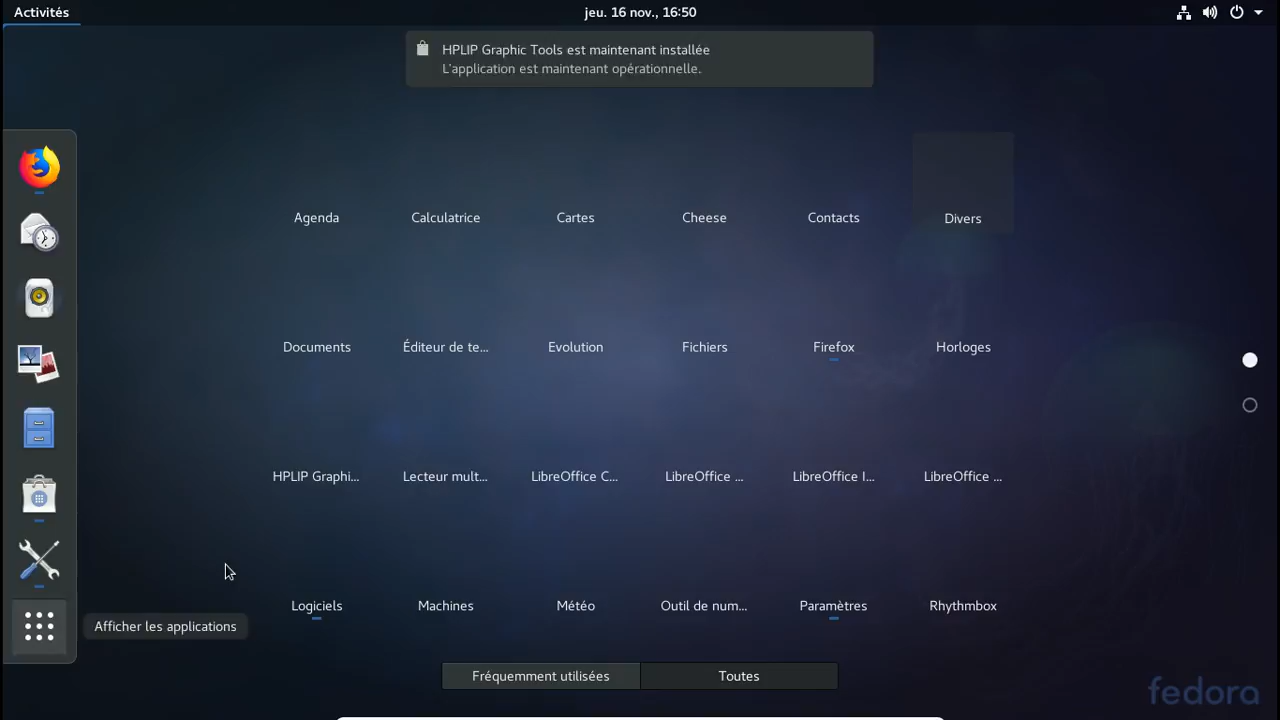 Activités
jeu. 16 nov., 16:50
HPLIP Graphic Tools est maintenant installée
L'application est maintenant opérationnelle.
Agenda
Calculatrice
Cartes
Cheese
Contacts
Divers
Documents
Éditeur de te...
Evolution
Fichiers
Firefox
Horloges
HPLIP Graphi...
Lecteur mult...
LibreOffice C...
LibreOffice ...
LibreOffice I...
LibreOffice ...
Logiciels
Machines
Météo
Outil de num...
Paramètres
Rhythmbox
Afficher les applications
Fréquemment utilisées
Toutes
fedora